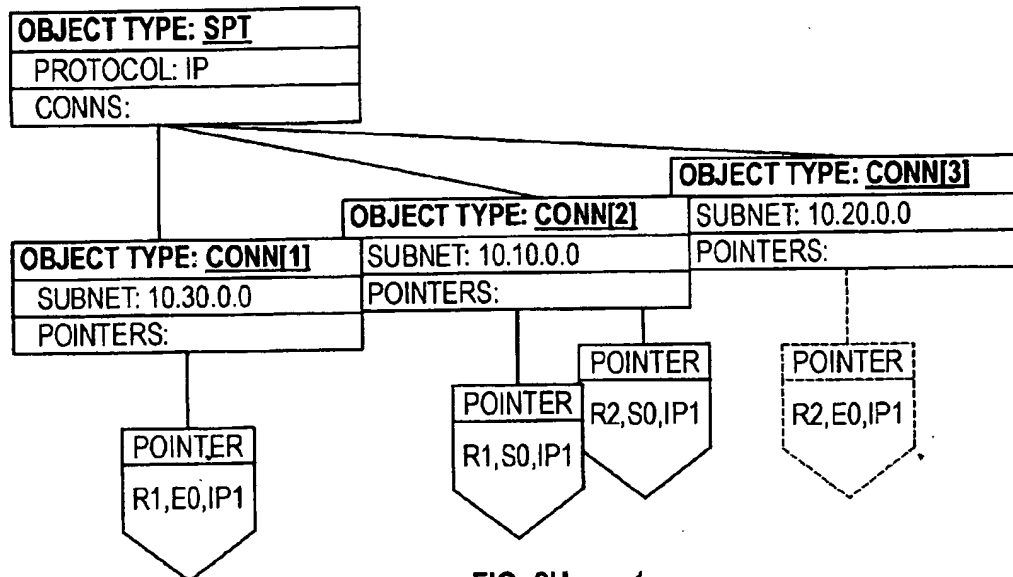 OBJECT TYPE: SPT
PROTOCOL: IP
CONNS:
OBJECT TYPE: CONN[3]
SUBNET: 10.20.0.0
POINTERS:
OBJECT TYPE: CONN[2]
SUBNET: 10.10.0.0
POINTERS:
OBJECT TYPE: CONN[1]
SUBNET: 10.30.0.0
POINTERS:
POINTER
R1,E0,IP1
POINTER
R1,S0,IP1
POINTER
R2,S0,IP1
POINTER
R2,E0,IP1